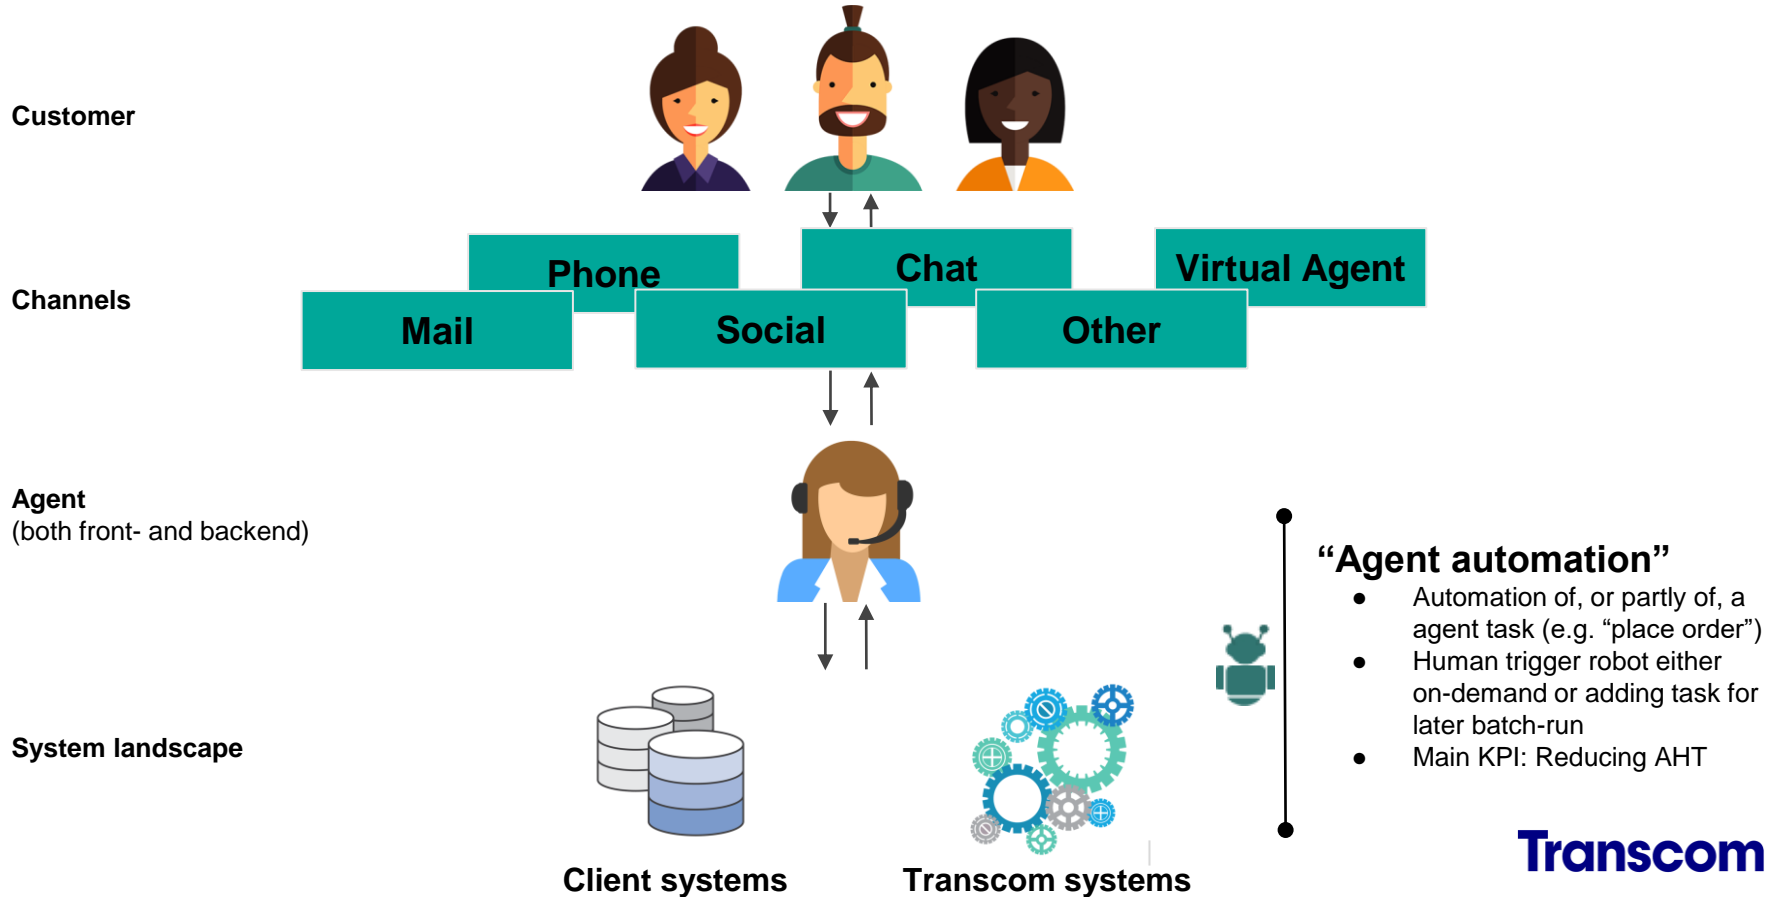 Customer
Phone
Chat
Virtual Agent
Channels
Mail
Social
Other
Agent
(both front- and backend)
“Agent automation”
● Automation of, or partly of, a
agent task (e.g. “place order”)
● Human trigger robot either
on-demand or adding task for
later batch-run
● Main KPI: Reducing AHT
System landscape
Client systems
Transcom systems
Transcom